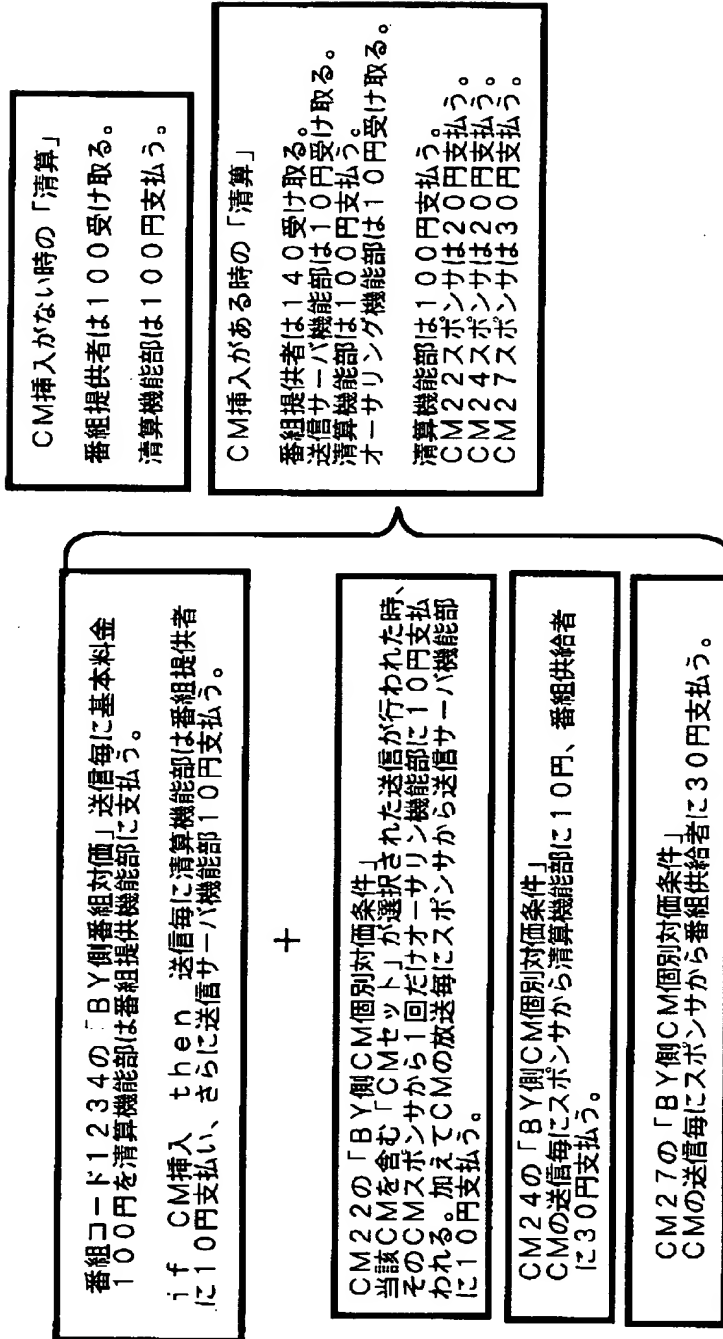 番組コード1234の「BY側番組対価」送信毎に基本料金
100円を清算機能部は番組提供機能部に支払う。
if CM挿入 then 送信毎に清算機能部は番組提供者
に10円支払い、さらに送信サーバ機能部10円支払う。
+
CM22の「BY側CM個別対価条件」
当該CMを含む「CMセット」が選択された送信が行われた時、
そのCMスポンサから1回だけオーサリン機能部に10円支払
われる。加えてCMの放送毎にスポンサから送信サーバ機能部
に10円支払う。
CM24の「BY側CM個別対価条件」
CMの送信毎にスポンサから清算機能部に10円、番組供給者
に30円支払う。
CM27の「BY側CM個別対価条件」
CMの送信毎にスポンサから番組供給者に30円支払う。
CM挿入がない時の「清算」
番組提供者は100受け取る。
清算機能部は100円支払う。
CM挿入がある時の「清算」
番組提供者は140受け取る。
送信サーバ機能部は10円受け取る。
清算機能部は100円支払う。
オーサリング機能部は10円受け取る。
清算機能部は100円支払う。
CM22スポンサは20円支払う。
CM24スポンサは20円支払う。
CM27スポンサは30円支払う。